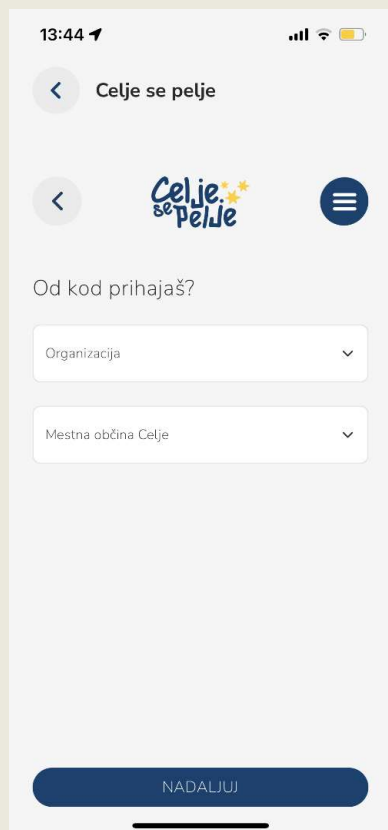 13:44
Celje se pelje
Celje
se pelje
Od kod prihajaš?
Organizacija
Mestna občina Celje
NADALJUJ